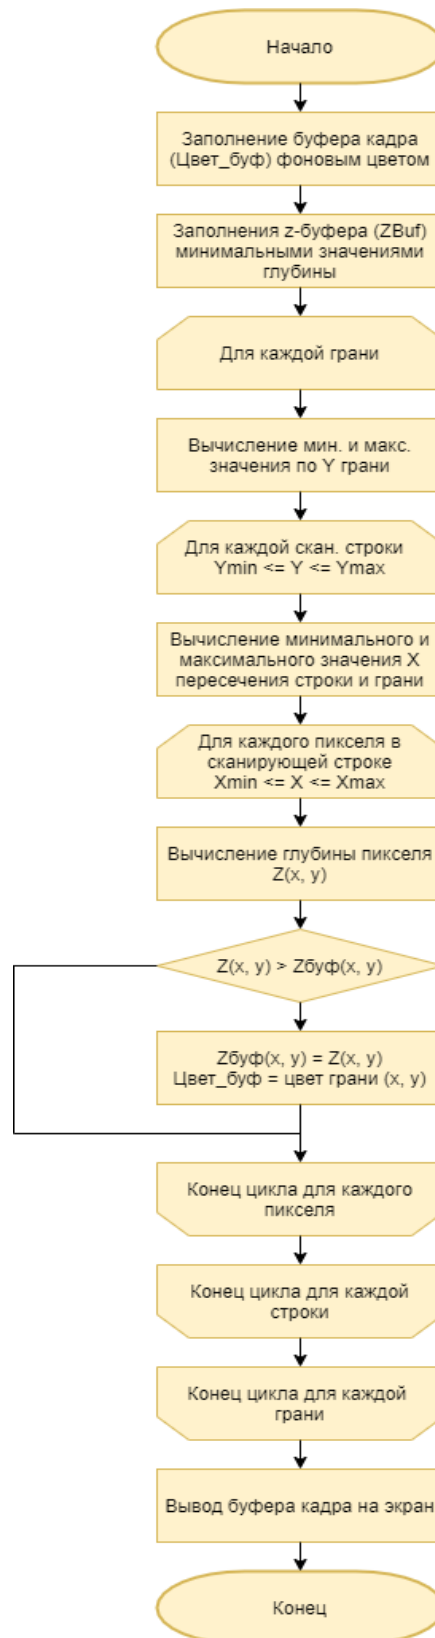 Начало
Заполнение буфера кадра
(Цвет_буф) фоновым цветом
Заполнения z-буфера (ZBuf)
минимальными значениями
глубины
Для каждой грани
Вычисление мин. и макс.
значения по Y грани
Для каждой скан. строки
Ymin <= Y <= Ymax
Вычисление минимального и
максимального значения X
пересечения строки и грани
Для каждого пикселя в
сканирующей строке
Xmin <= X <= Xmax
Вычисление глубины пикселя
Z(x, y)
Z(x, y) > Zбуф(x, y)
Zбуф(x, y) = Z(x, y)
Цвет_буф = цвет грани (x, y)
Конец цикла для каждого
пикселя
Конец цикла для каждой
строки
Конец цикла для каждой
грани
Вывод буфера кадра на экран
Конец